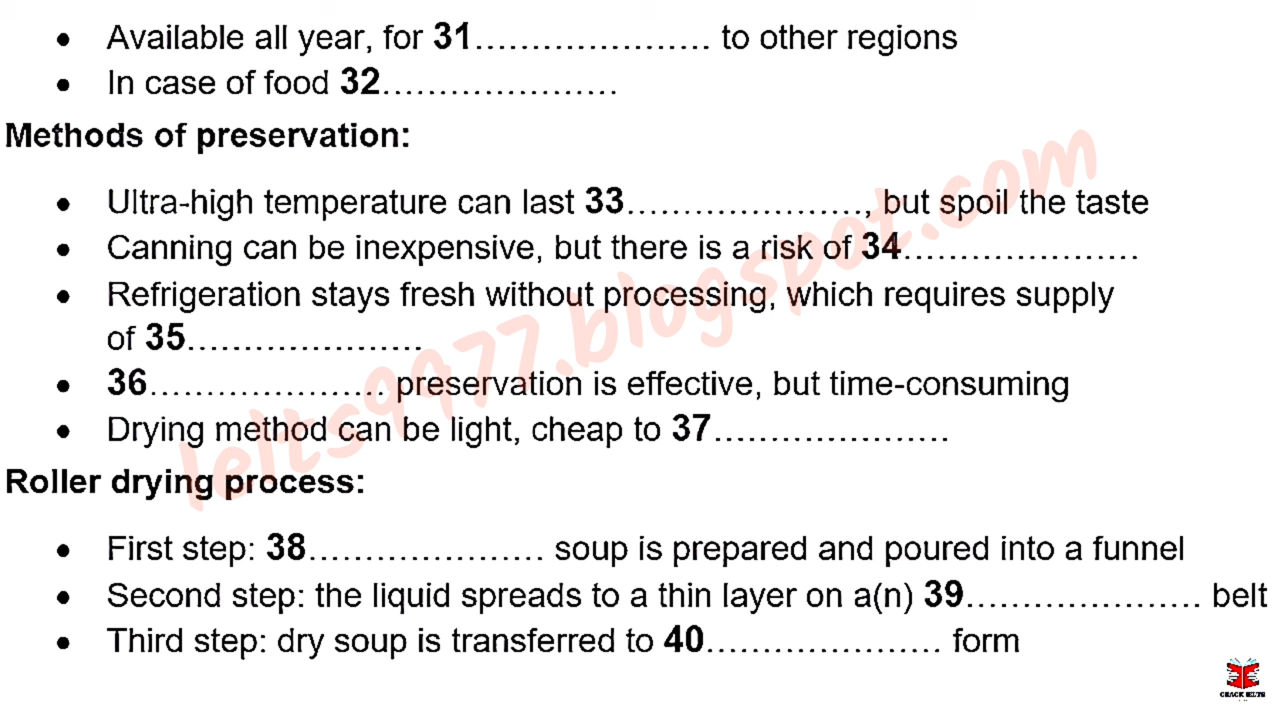 • Available all year, for 31………………… to other regions
• In case of food 32…………………
Methods of preservation:
• Ultra-high temperature can last 33…………………, but spoil the taste
• Canning can be inexpensive, but there is a risk of 34…………………
• Refrigeration stays fresh without processing, which requires supply
of 35…………………
• 36………………… preservation is effective, but time-consuming
• Drying method can be light, cheap to 37…………………
Roller drying process:
• First step: 38………………… soup is prepared and poured into a funnel
• Second step: the liquid spreads to a thin layer on a(n) 39………………… belt
• Third step: dry soup is transferred to 40………………… form
Ielts9977.blogspot.com
CRACK IELTS